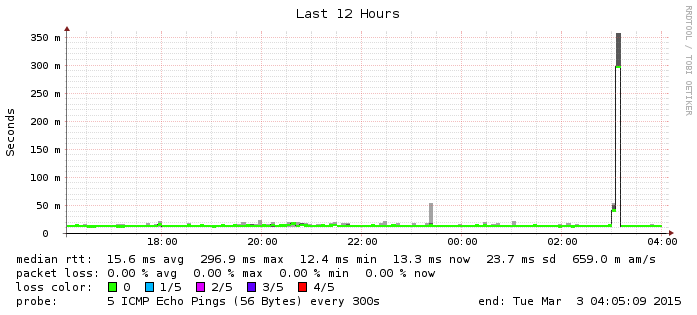 Last 12 Hours
RRDTOOL / TOBI OETIKER
Seconds
350 m
300 m
250 m
200 m
150 m
100 m
50 m
0
18:00 20:00 22:00 00:00 02:00 04:00
median rtt: 15.6 ms avg 296.9 ms max 12.4 ms min 13.3 ms now 23.7 ms sd 659.0 m am/s
packet loss: 0.00 % avg 0.00 % max 0.00 % min 0.00 % now
loss color: 0 1/5 2/5 3/5 4/5
probe: 5 ICMP Echo Pings (56 Bytes) every 300s end: Tue Mar 3 04:05:09 2015